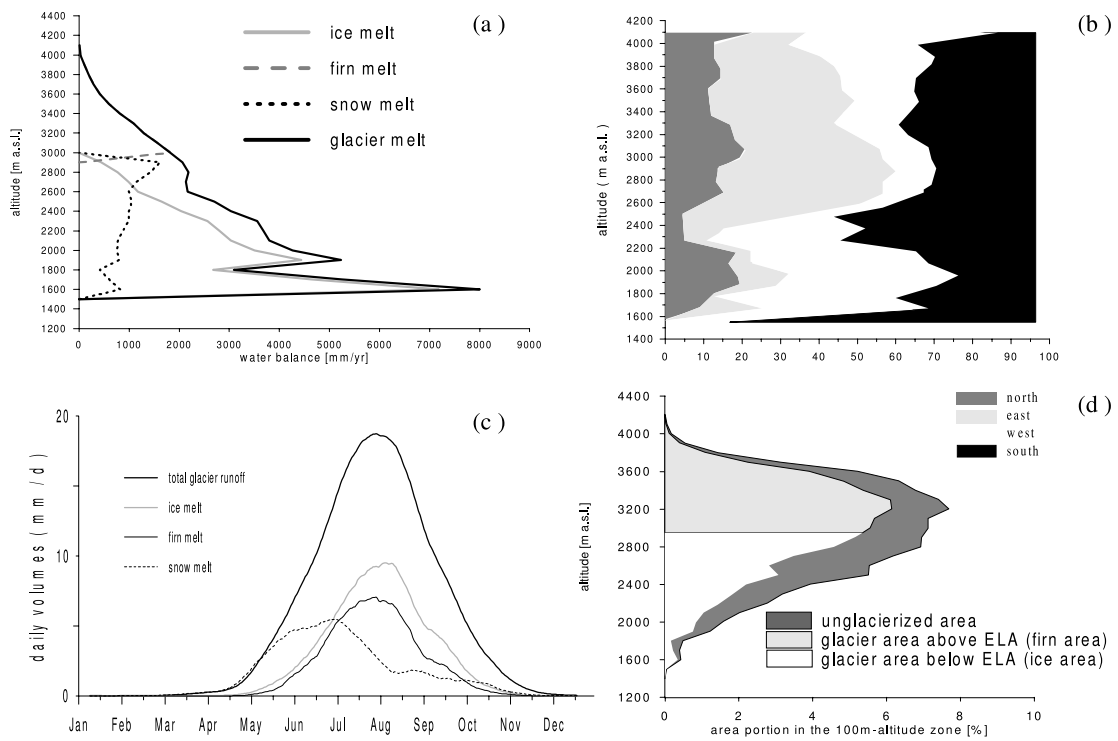 (a)
4400
4200
4000
3800
3600
3400
3200
3000
2800
2600
2400
2200
2000
1800
1600
1400
1200
altitude [m a.s.l.]
ice melt
firn melt
snow melt
glacier melt
0
1000
2000
3000
4000
5000
6000
7000
8000
9000
water balance [mm/yr]
(b)
4200
4000
3800
3600
3400
3200
3000
2800
2600
2400
2200
2000
1800
1600
1400
altitude ( m a.s.l.)
0
10
20
30
40
50
60
70
80
90
100
north
east
west
south
(c)
20
10
0
daily volumes ( mm / d )
total glacier runoff
ice melt
firn melt
snow melt
Jan
Feb
Mar
Apr
May
Jun
Jul
Aug
Sep
Oct
Nov
Dec
(d)
4400
4000
3600
3200
2800
2400
2000
1600
1200
altitude [m a.s.l.]
unglacierized area
glacier area above ELA (firn area)
glacier area below ELA (ice area)
0
2
4
6
8
10
area portion in the 100m-altitude zone [%]